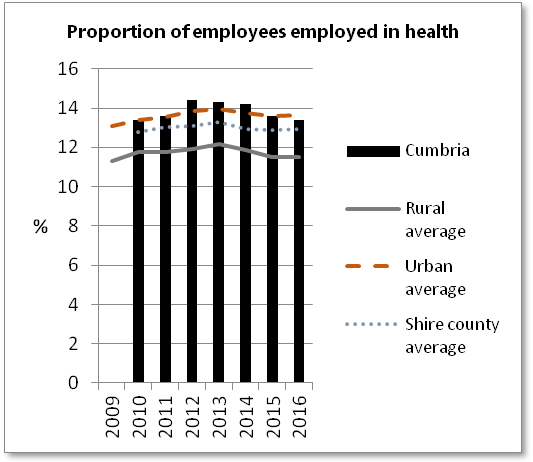 Proportion of employees employed in health
16
14
12
10
%
8
6
4
2
0
2009
2010
2011
2012
2013
2014
2015
2016
Cumbria
Rural
average
Urban
average
Shire county
average